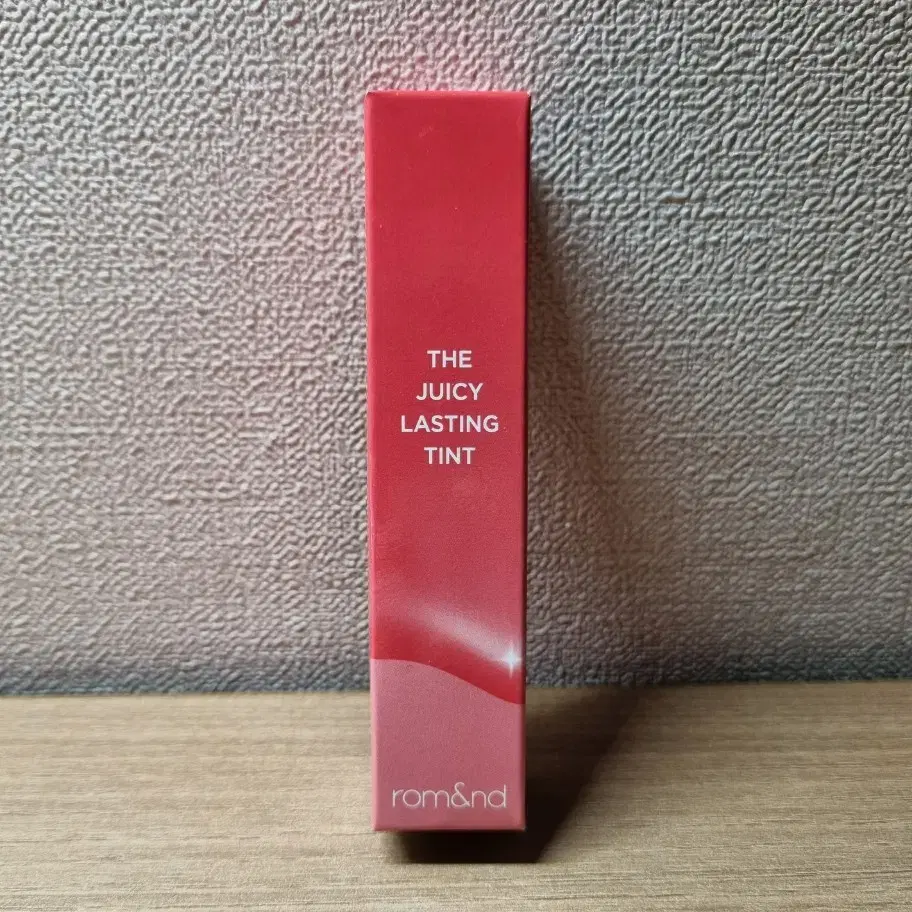 THE
JUICY
LASTING
TINT
rom&nd